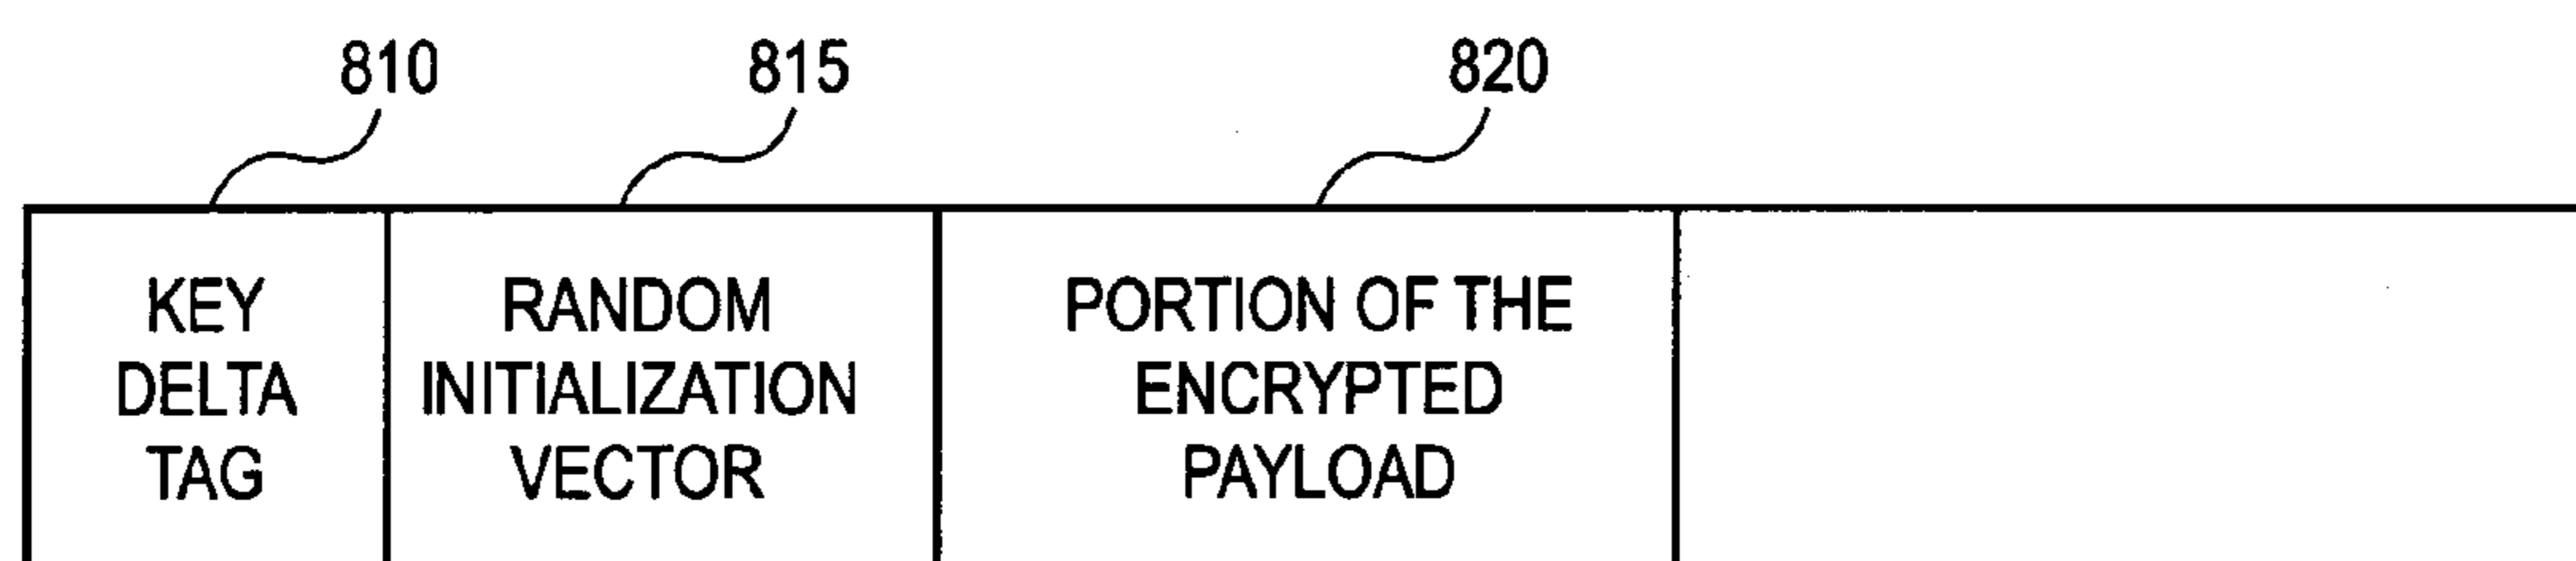 810
815
820
KEY
DELTA
TAG
RANDOM
INITIALIZATION
VECTOR
PORTION OF THE
ENCRYPTED
PAYLOAD